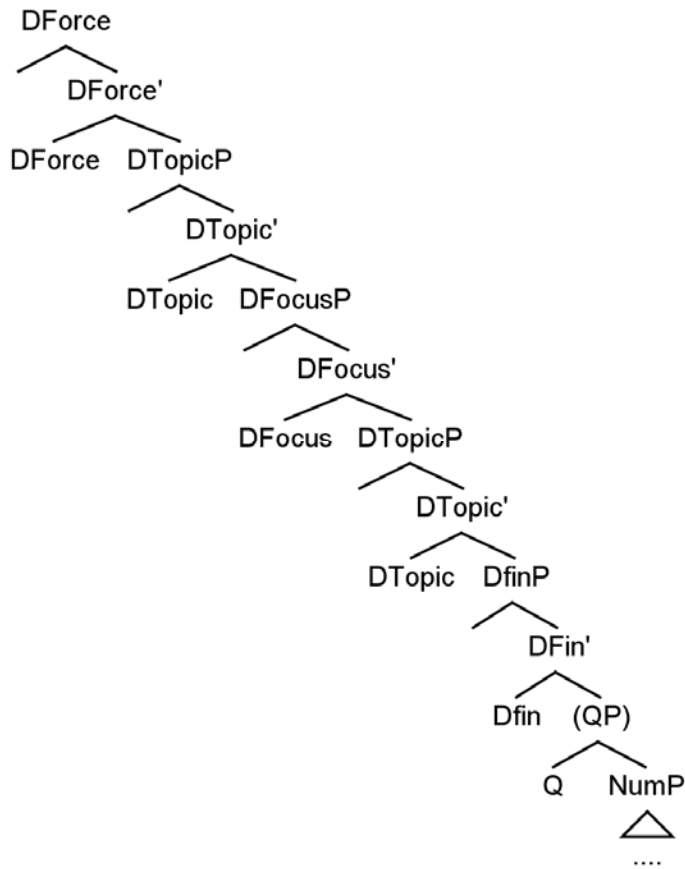 DForce
DForce'
DForce DTopicP
DTopic'
DTopic DFocusP
DFocus'
DFocus DTopicP
DTopic'
DTopic DfinP
DFin'
Dfin (QP)
Q NumP
....